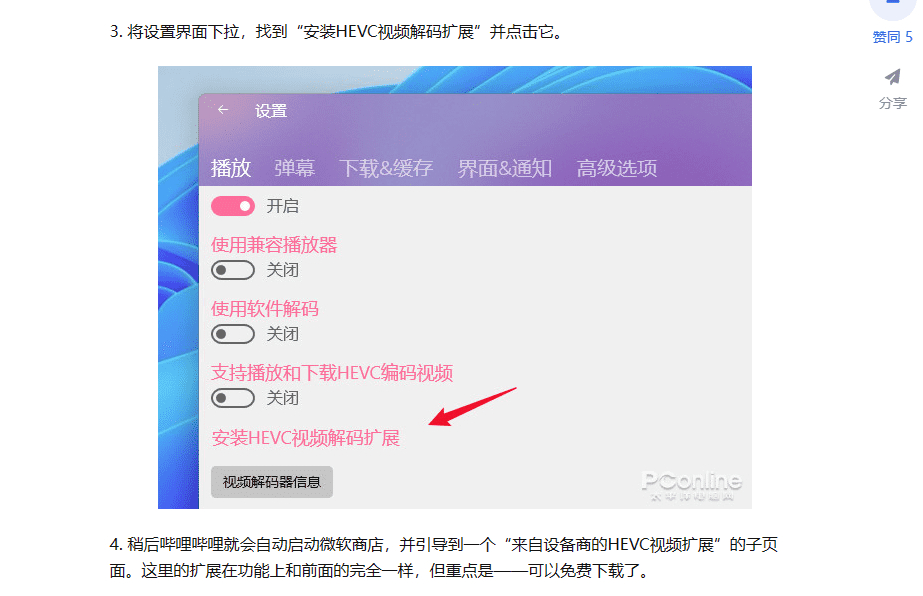 3. 将设置界面下拉，找到“安装HEVC视频解码扩展”并点击它。
赞同 5
分享
设置
播放 弹幕 下载&缓存 界面&通知 高级选项
开启
使用兼容播放器
关闭
使用软件解码
关闭
支持播放和下载HEVC编码视频
关闭
安装HEVC视频解码扩展
视频解码器信息
PConline
太平洋电脑网
4. 稍后哔哩哔哩就会自动启动微软商店，并引导到一个“来自设备商的HEVC视频扩展”的子页
面。这里的扩展在功能上和前面的完全一样，但重点是——可以免费下载了。